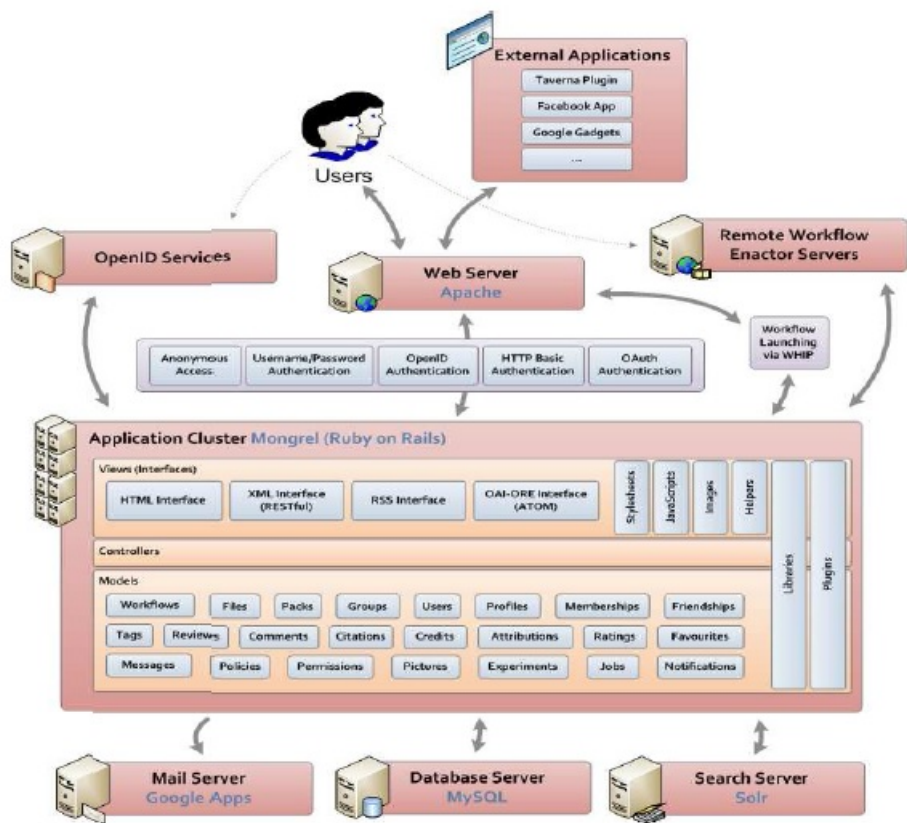 External Applications
Taverna Plugin
Facebook App
Google Gadgets
...
Users
OpenID Services
Web Server
Apache
Remote Workflow
Enactor Servers
Workflow
Launching
via WHIP
Anonymous
Access
Username/Password
Authentication
OpenID
Authentication
HTTP Basic
Authentication
OAuth
Authentication
Application Cluster Mongrel (Ruby on Rails)
Views (Interfaces)
HTML Interface
XML Interface
(RESTful)
RSS Interface
OAI-ORE Interface
(ATOM)
Stylesheets
JavaScripts
Images
Helpers
Libraries
Plugins
Controllers
Models
Workflows Files Packs Groups Users Profiles Memberships Friendships
Tags Reviews Comments Citations Credits Attributions Ratings Favourites
Messages Policies Permissions Pictures Experiments Jobs Notifications
Mail Server
Google Apps
Database Server
MySQL
Search Server
Solr